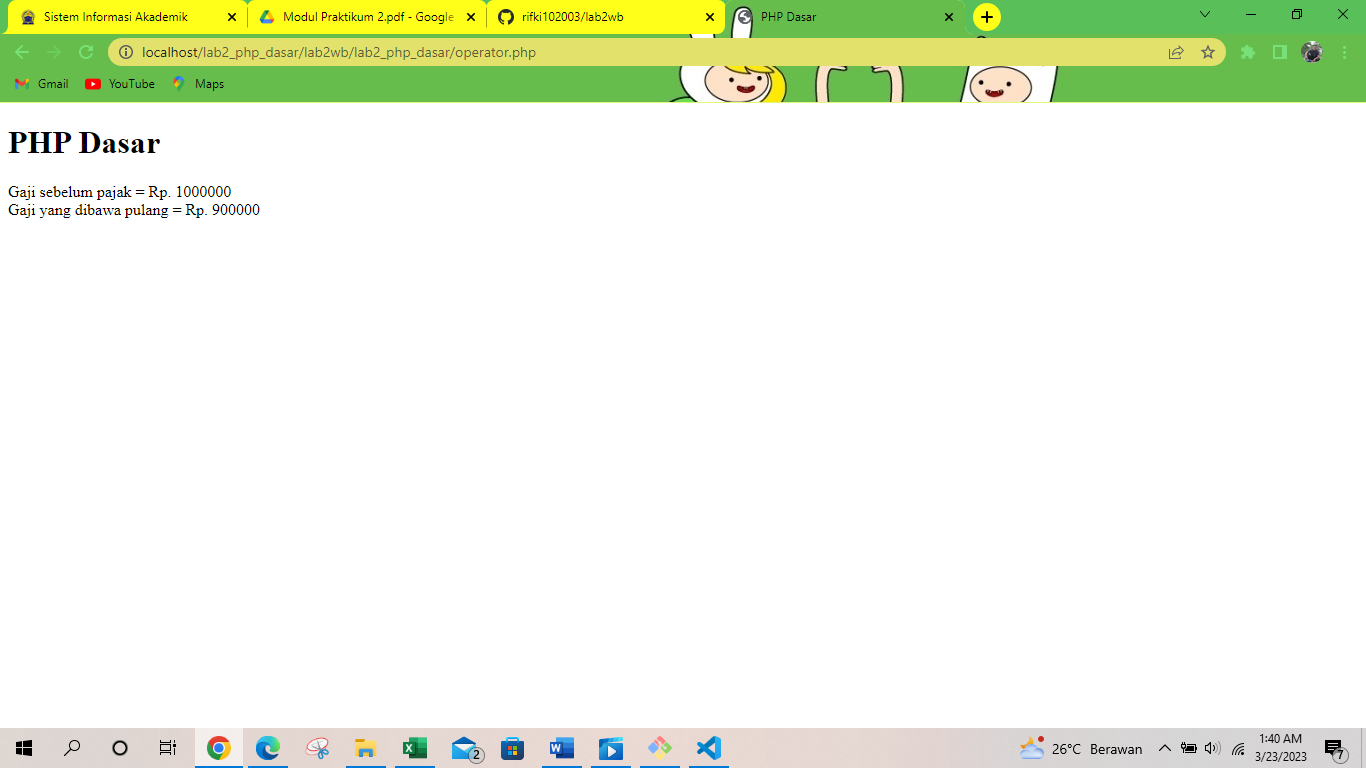 Sistem Informasi Akademik
Modul Praktikum 2.pdf - Google
rifki102003/lab2wb
PHP Dasar
localhost/lab2_php_dasar/lab2wb/lab2_php_dasar/operator.php
Gmail
YouTube
Maps
PHP Dasar
Gaji sebelum pajak = Rp. 1000000
Gaji yang dibawa pulang = Rp. 900000
2
26°C Berawan
1:40 AM
3/23/2023
7